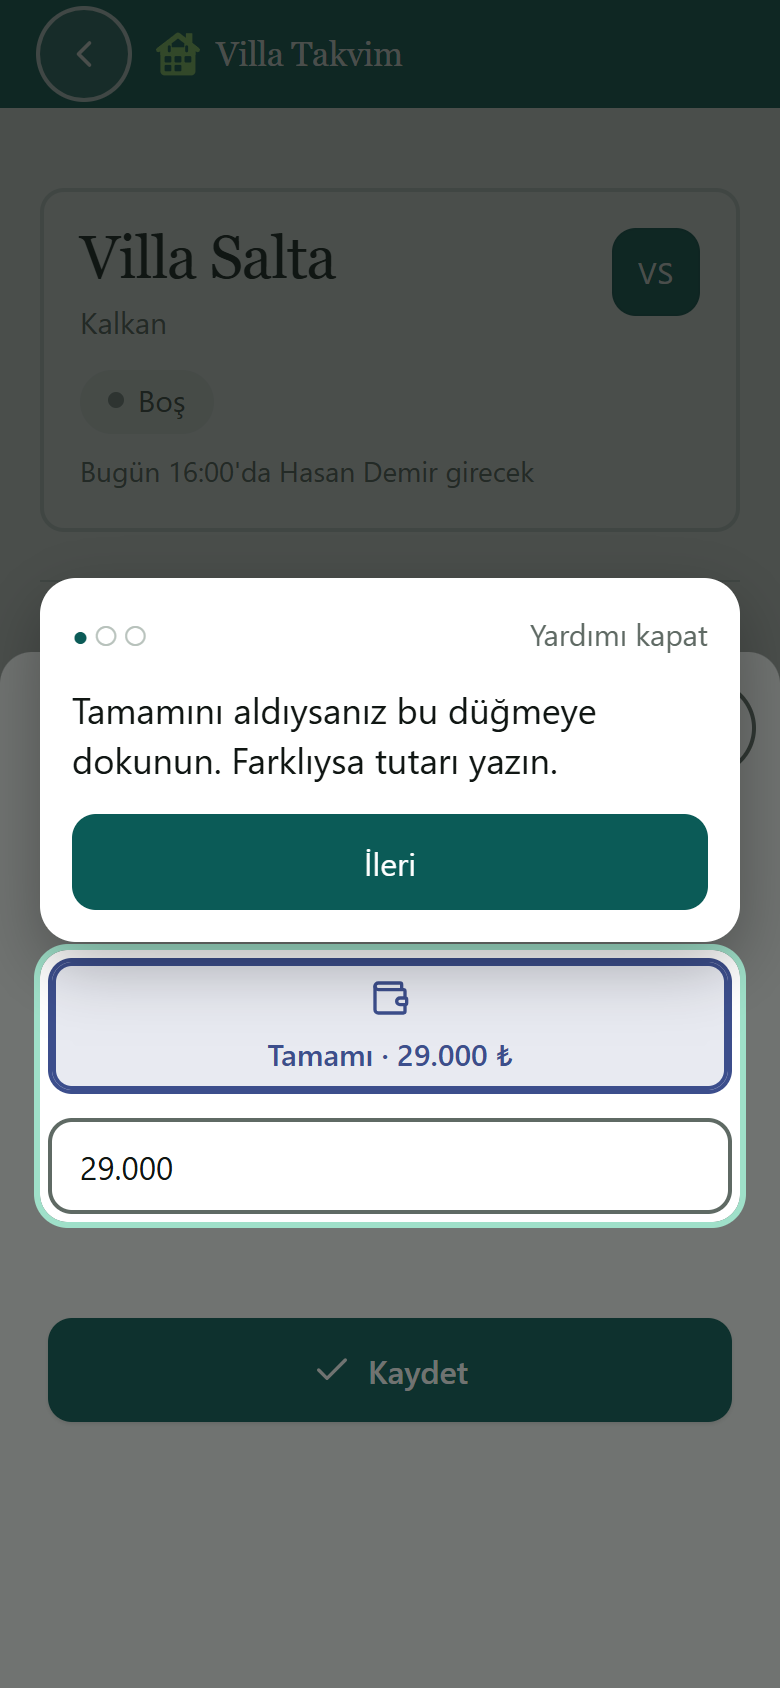 Villa Takvim
Villa Salta
VS
Kalkan
Boş
Bugün 16:00'da Hasan Demir girecek
Yardımı kapat
Tamamını aldıysanız bu düğmeye
dokunun. Farklıysa tutarı yazın.
İleri
Tamamı · 29.000 ₺
29.000
Kaydet